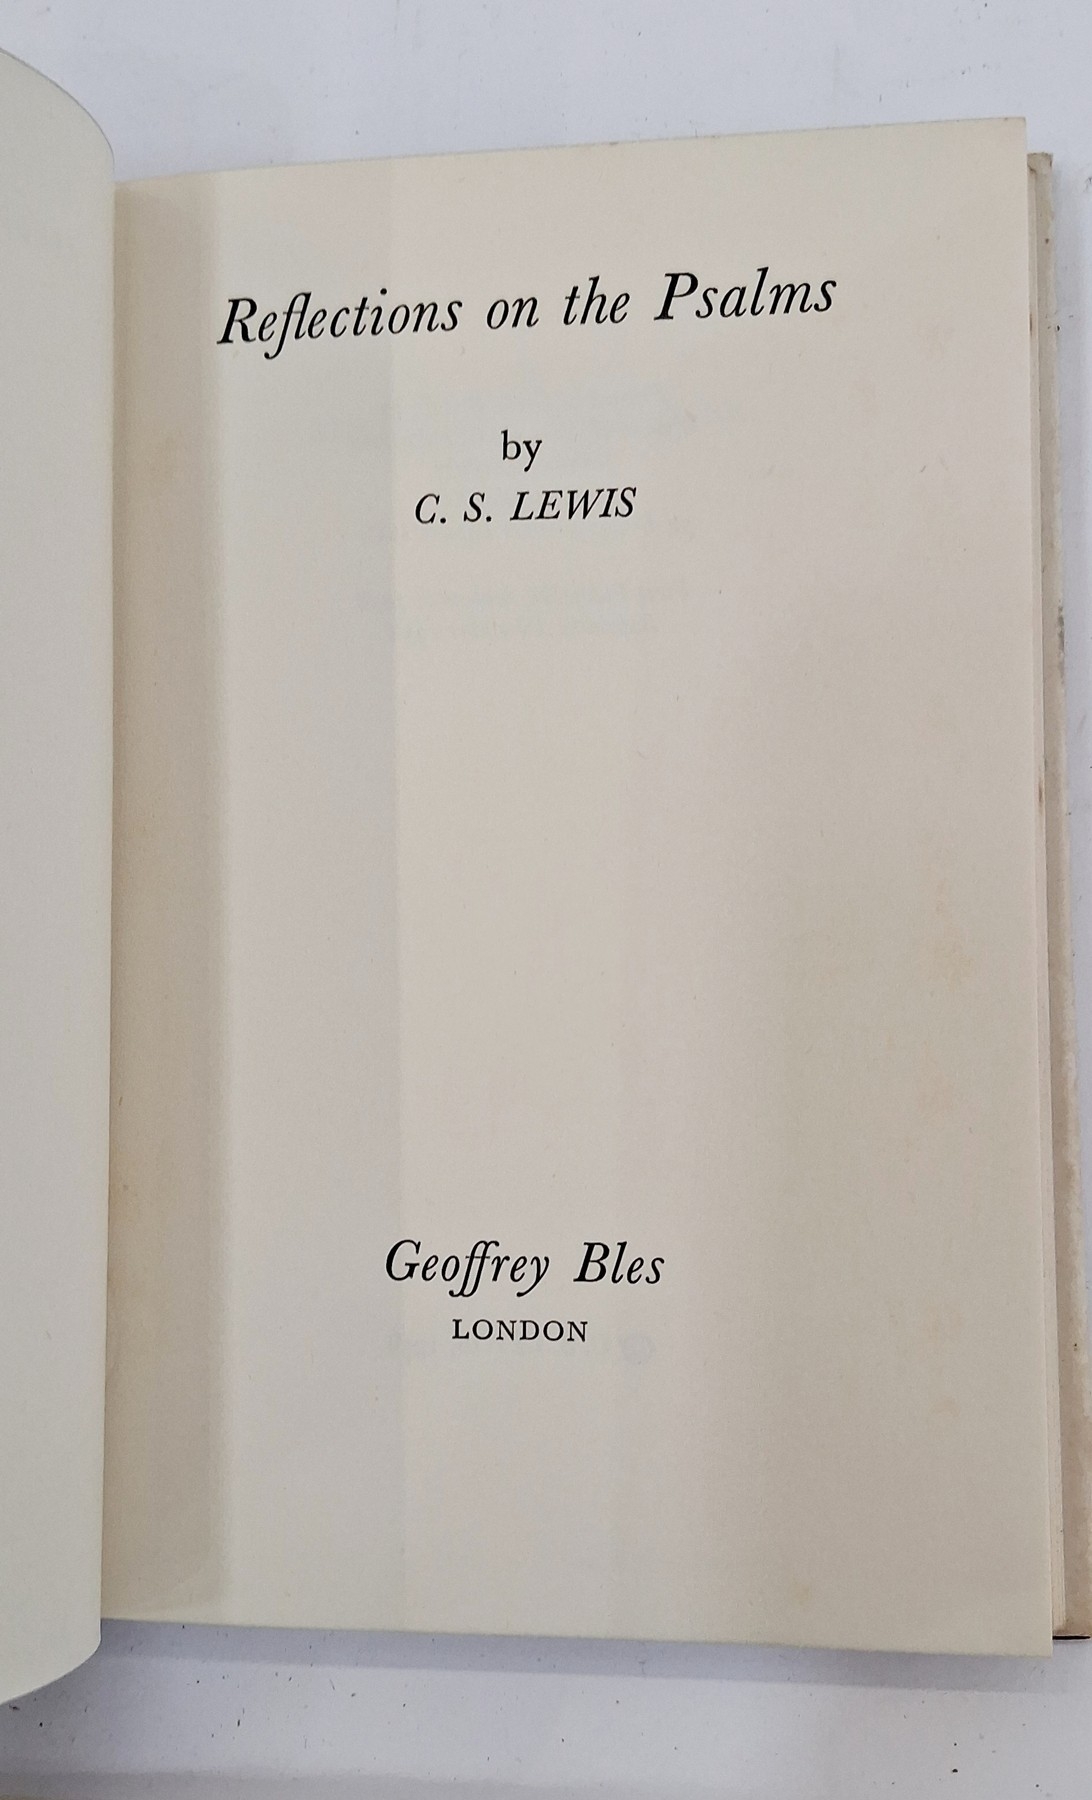 Reflections on the Psalms
by
C. S. LEWIS
Geoffrey Bles
LONDON